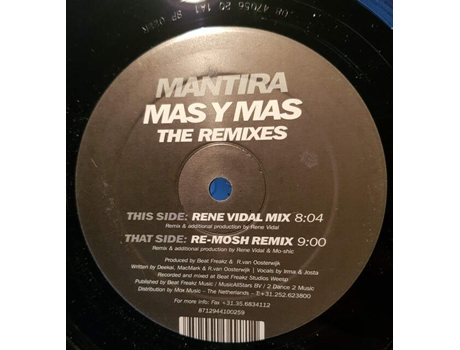 MANTIRA
MAS Y MAS
THE REMIXES
THIS SIDE: RENE VIDAL MIX 8:04
Remix & additional production by Rene Vidal
THAT SIDE: RE-MOSH REMIX 9:00
Remix & additional production by Rene Vidal & Mo-shic
Produced by Beat Freakz & R.van Oosterwijk
Written by Deekai, MacMark & R.van Oosterwijk | Vocals by Irma & Josta
Recorded and mixed at Beat Freakz Studios Weesp
Published by Beat Freakz Music / MusicAllStars BV / 2 Dance 2 Music
Distribution by Mox Music – The Netherlands – T:+31.252.623800
For more info: Fax +31.35.6834112
8712944100259